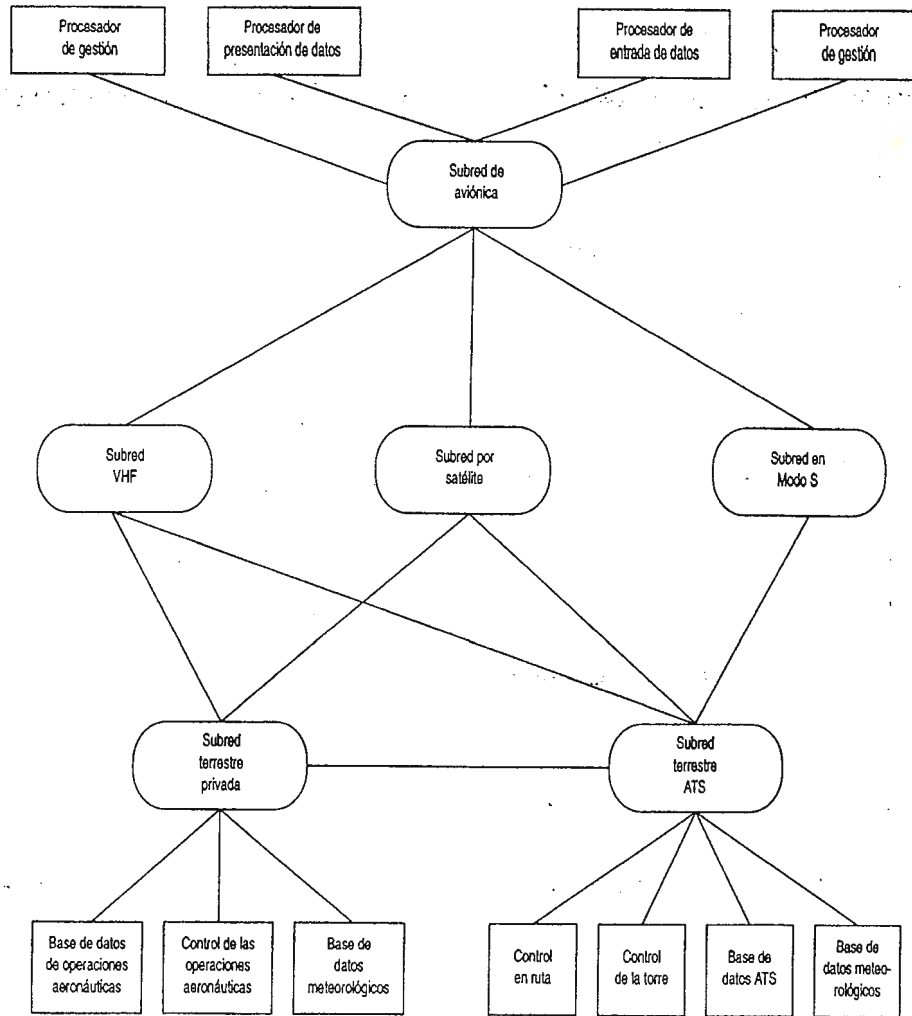 Procesador
de gestión
Procesador de
presentación de datos
Procesador de
entrada de datos
Procesador
de gestión
Subred de
aviónica
Subred
VHF
Subred por
satélite
Subred en
Modo S
Subred
terrestre
privada
Subred
terrestre
ATS
Base de datos
de operaciones
aeronáuticas
Control de las
operaciones
aeronáuticas
Base de
datos
meteorológicos
Control
en ruta
Control
de la torre
Base de
datos ATS
Base de
datos meteo-
rológicos